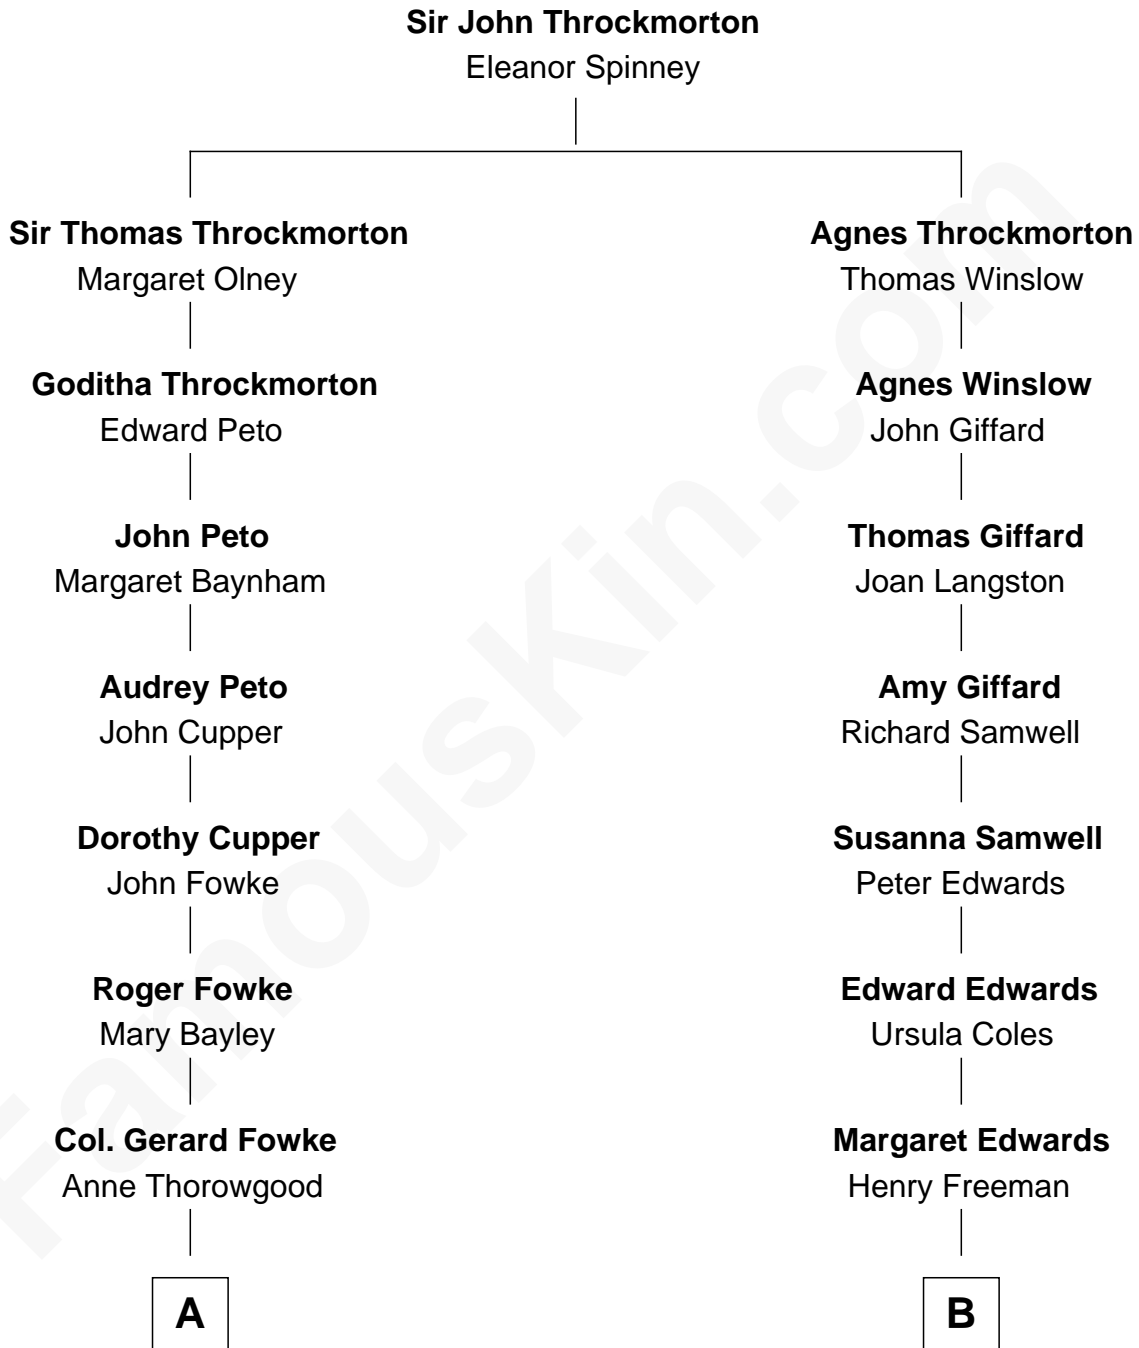 Sir John Throckmorton
Eleanor Spinney
Sir Thomas Throckmorton
Margaret Olney
Agnes Throckmorton
Thomas Winslow
Goditha Throckmorton
Edward Peto
Agnes Winslow
John Giffard
John Peto
Margaret Baynham
Thomas Giffard
Joan Langston
Audrey Peto
John Cupper
Amy Giffard
Richard Samwell
Dorothy Cupper
John Fowke
Susanna Samwell
Peter Edwards
Roger Fowke
Mary Bayley
Edward Edwards
Ursula Coles
Col. Gerard Fowke
Anne Thorowgood
Margaret Edwards
Henry Freeman
A
B
FamousKin.com